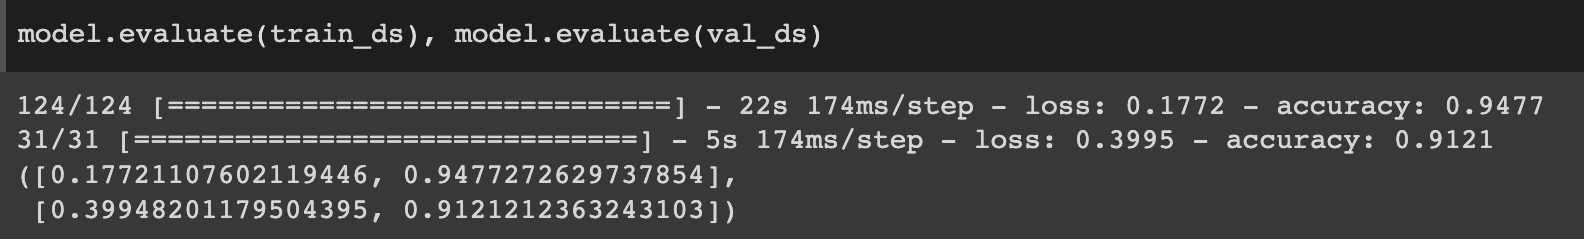 model.evaluate(train_ds), model.evaluate(val_ds)
124/124 [==============================] - 22s 174ms/step - loss: 0.1772 - accuracy: 0.9477
31/31 [==============================] - 5s 174ms/step - loss: 0.3995 - accuracy: 0.9121
([0.17721107602119446, 0.9477272629737854],
 [0.39948201179504395, 0.9121212363243103])